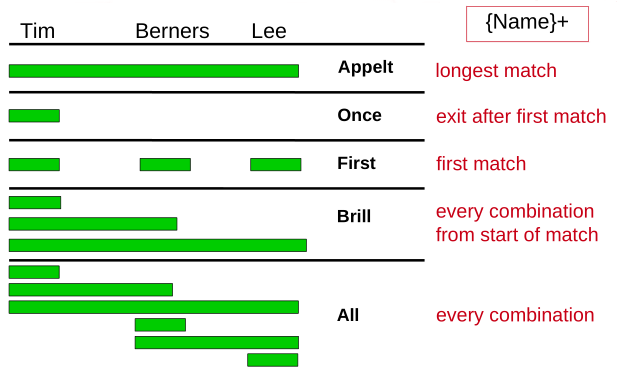 Tim Berners Lee {Name}+
Appelt longest match
Once exit after first match
First first match
Brill every combination
from start of match
All every combination